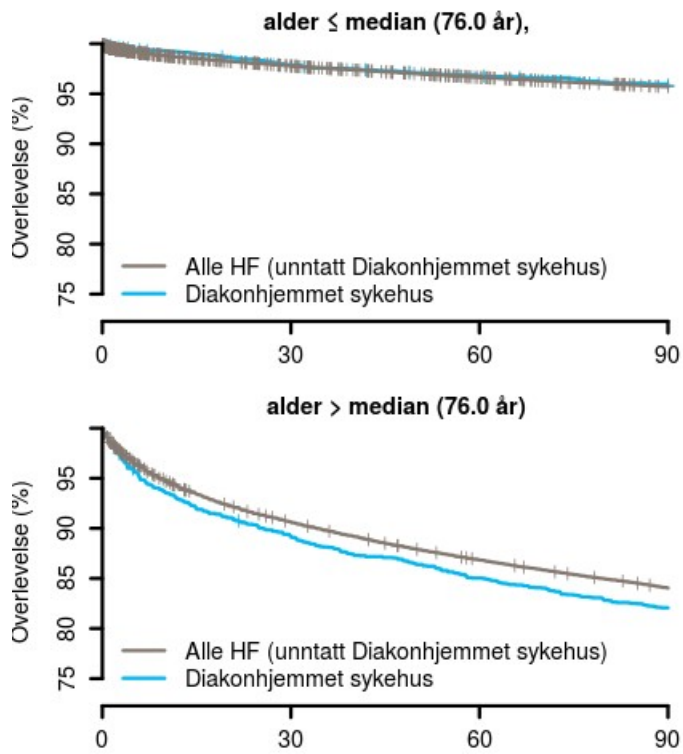 alder ≤ median (76.0 år),
Overlevelse (%)
95
90
85
80
75
Alle HF (unntatt Diakonhjemmet sykehus)
Diakonhjemmet sykehus
0 30 60 90
alder > median (76.0 år)
Overlevelse (%)
95
90
85
80
75
Alle HF (unntatt Diakonhjemmet sykehus)
Diakonhjemmet sykehus
0 30 60 90